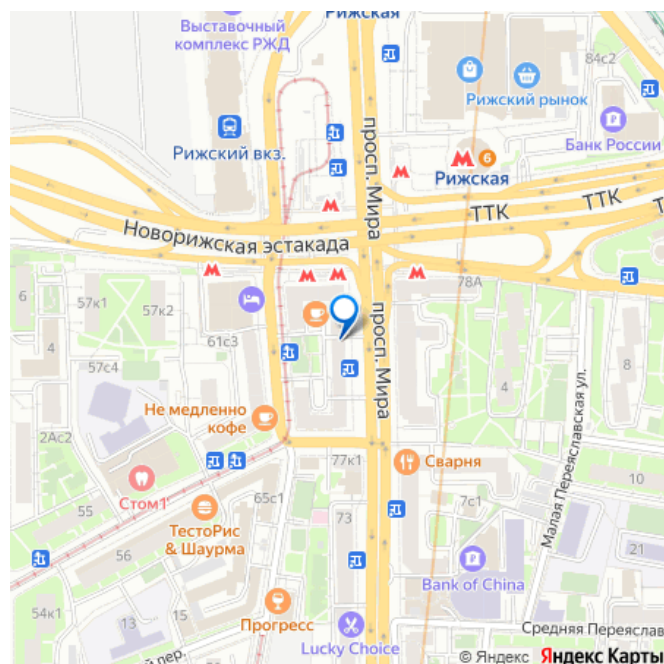 Рижская
Выставочный
комплекс РЖД
84с2
Рижский рынок
Банк России
Рижский вкз.
просп. Мира
6
Рижская
ТТК
ТТК
Т
Новорижская эстакада
78А
6
57к1
57к2
61с3
4
просп. Мира
8
4
Малая Переяславская ул.
Не медленно
кофе
2Ас2
77к1
Сварня
Стом1
65с1
7с1
10
55
73
ТестоРис
& Шаурма
56
21
Bank of China
54к1
13
15
Прогресс
Lucky Choice
Средняя Переяслав
й пер.
© Яндекс Яндекс Карты